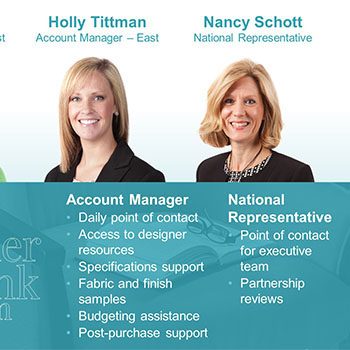 Holly Tittman
Account Manager – East
Nancy Schott
National Representative
Account Manager
• Daily point of contact
• Access to designer
resources
• Specifications support
• Fabric and finish
samples
• Budgeting assistance
• Post-purchase support
National
Representative
• Point of contact
for executive
team
• Partnership
reviews